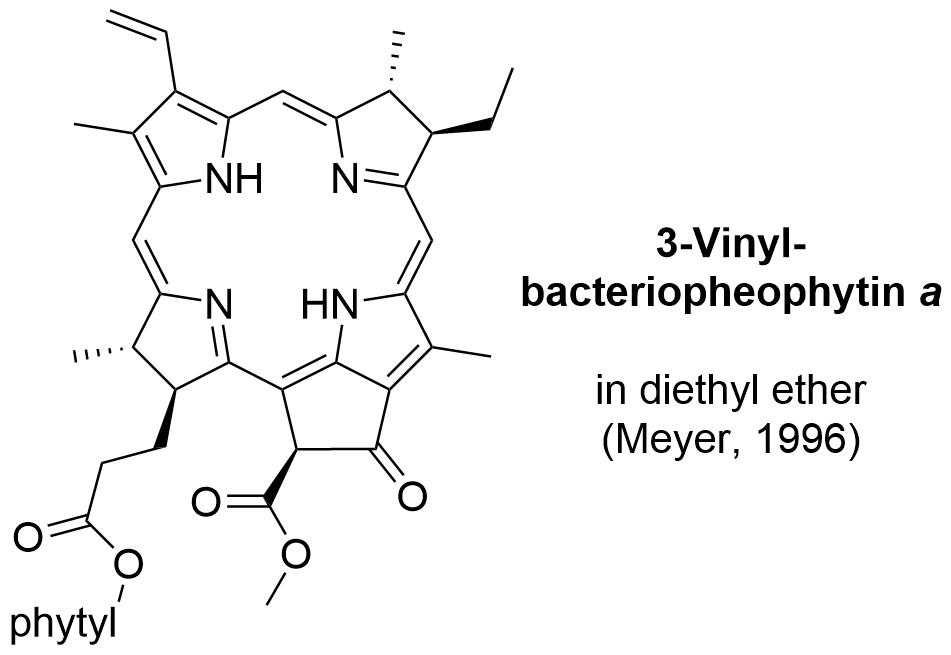 NH
N
N
HN
O
O
O
O
O
phytyl
3-Vinyl-
bacteriopheophytin a
in diethyl ether
(Meyer, 1996)